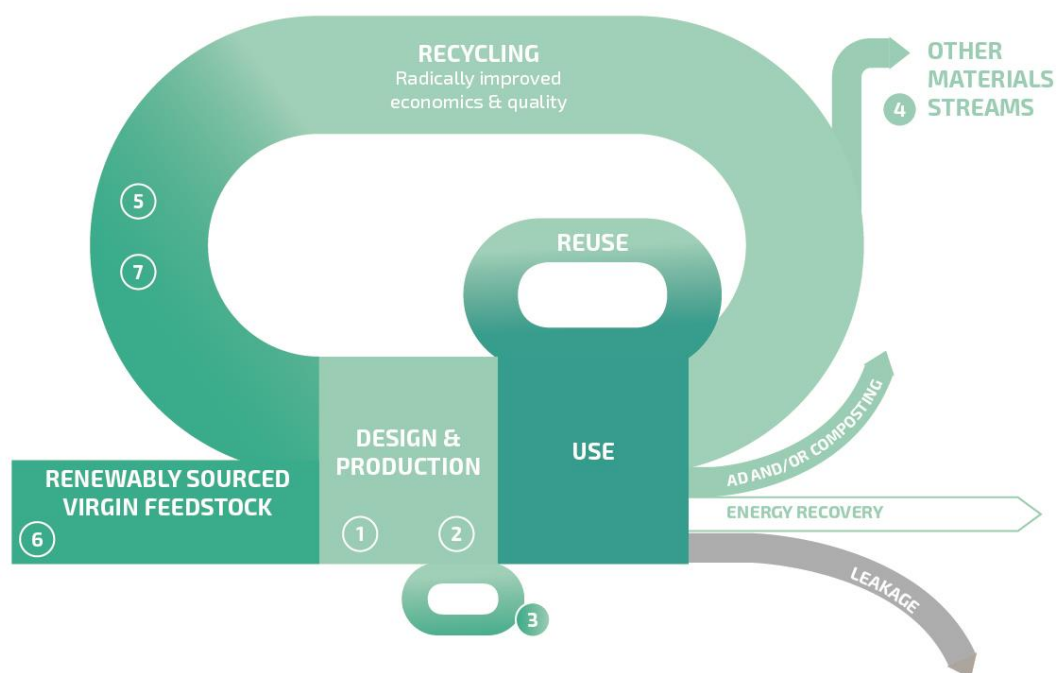 RECYCLING
Radically improved
economics & quality
OTHER
MATERIALS
4 STREAMS
5
7
REUSE
DESIGN &
PRODUCTION
USE
RENEWABLY SOURCED
VIRGIN FEEDSTOCK
6
1
2
3
AD AND/OR COMPOSTING
ENERGY RECOVERY
LEAKAGE